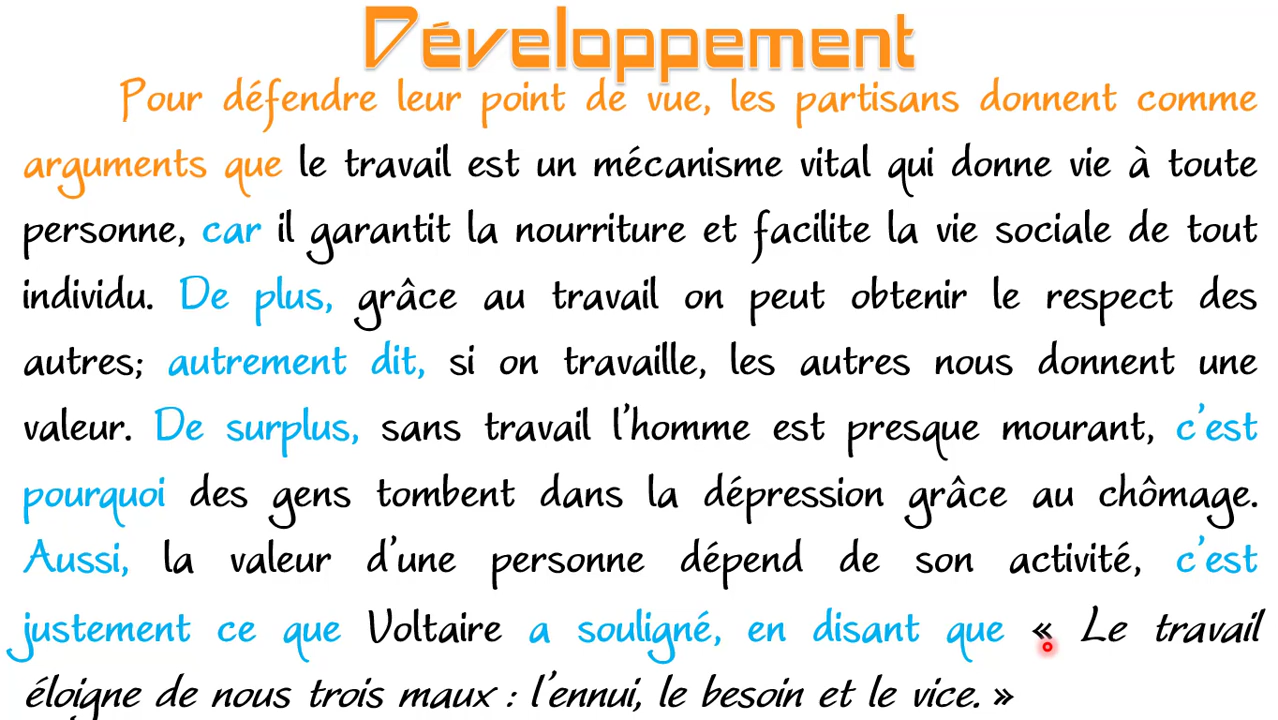 Développement
Pour défendre leur point de vue, les partisans donnent comme
arguments que le travail est un mécanisme vital qui donne vie à toute
personne, car il garantit la nourriture et facilite la vie sociale de tout
individu. De plus, grâce au travail on peut obtenir le respect des
autres; autrement dit, si on travaille, les autres nous donnent une
valeur. De surplus, sans travail l'homme est presque mourant, c'est
pourquoi des gens tombent dans la dépression grâce au chômage.
Aussi, la valeur d'une personne dépend de son activité, c'est
justement ce que Voltaire a souligné, en disant que « Le travail
éloigne de nous trois maux : l'ennui, le besoin et le vice. »